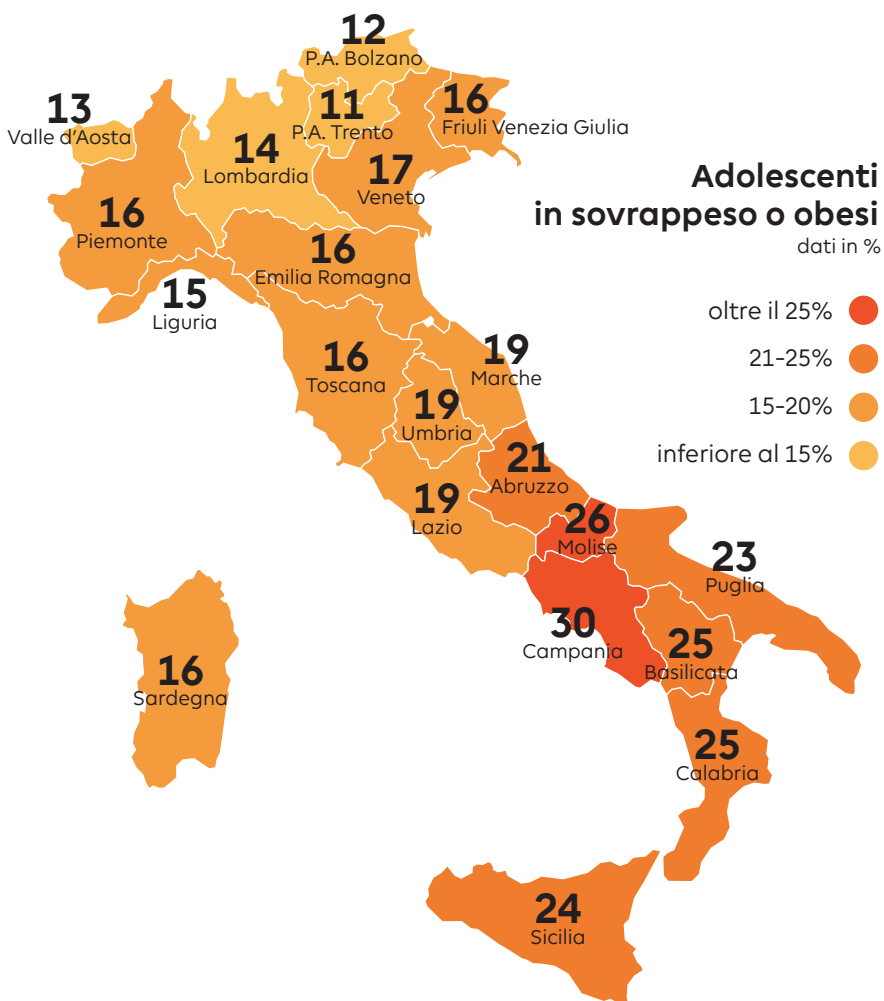 12
P.A. Bolzano
13
Valle d'Aosta
11
P.A. Trento
16
Friuli Venezia Giulia
14
Lombardia
17
Veneto
Adolescenti
in sovrappeso o obesi
dati in %
16
Piemonte
16
Emilia Romagna
15
Liguria
oltre il 25%
21-25%
15-20%
inferiore al 15%
16
Toscana
19
Marche
19
Umbria
21
Abruzzo
19
Lazio
26
Molise
23
Puglia
30
Campania
25
Basilicata
16
Sardegna
25
Calabria
24
Sicilia